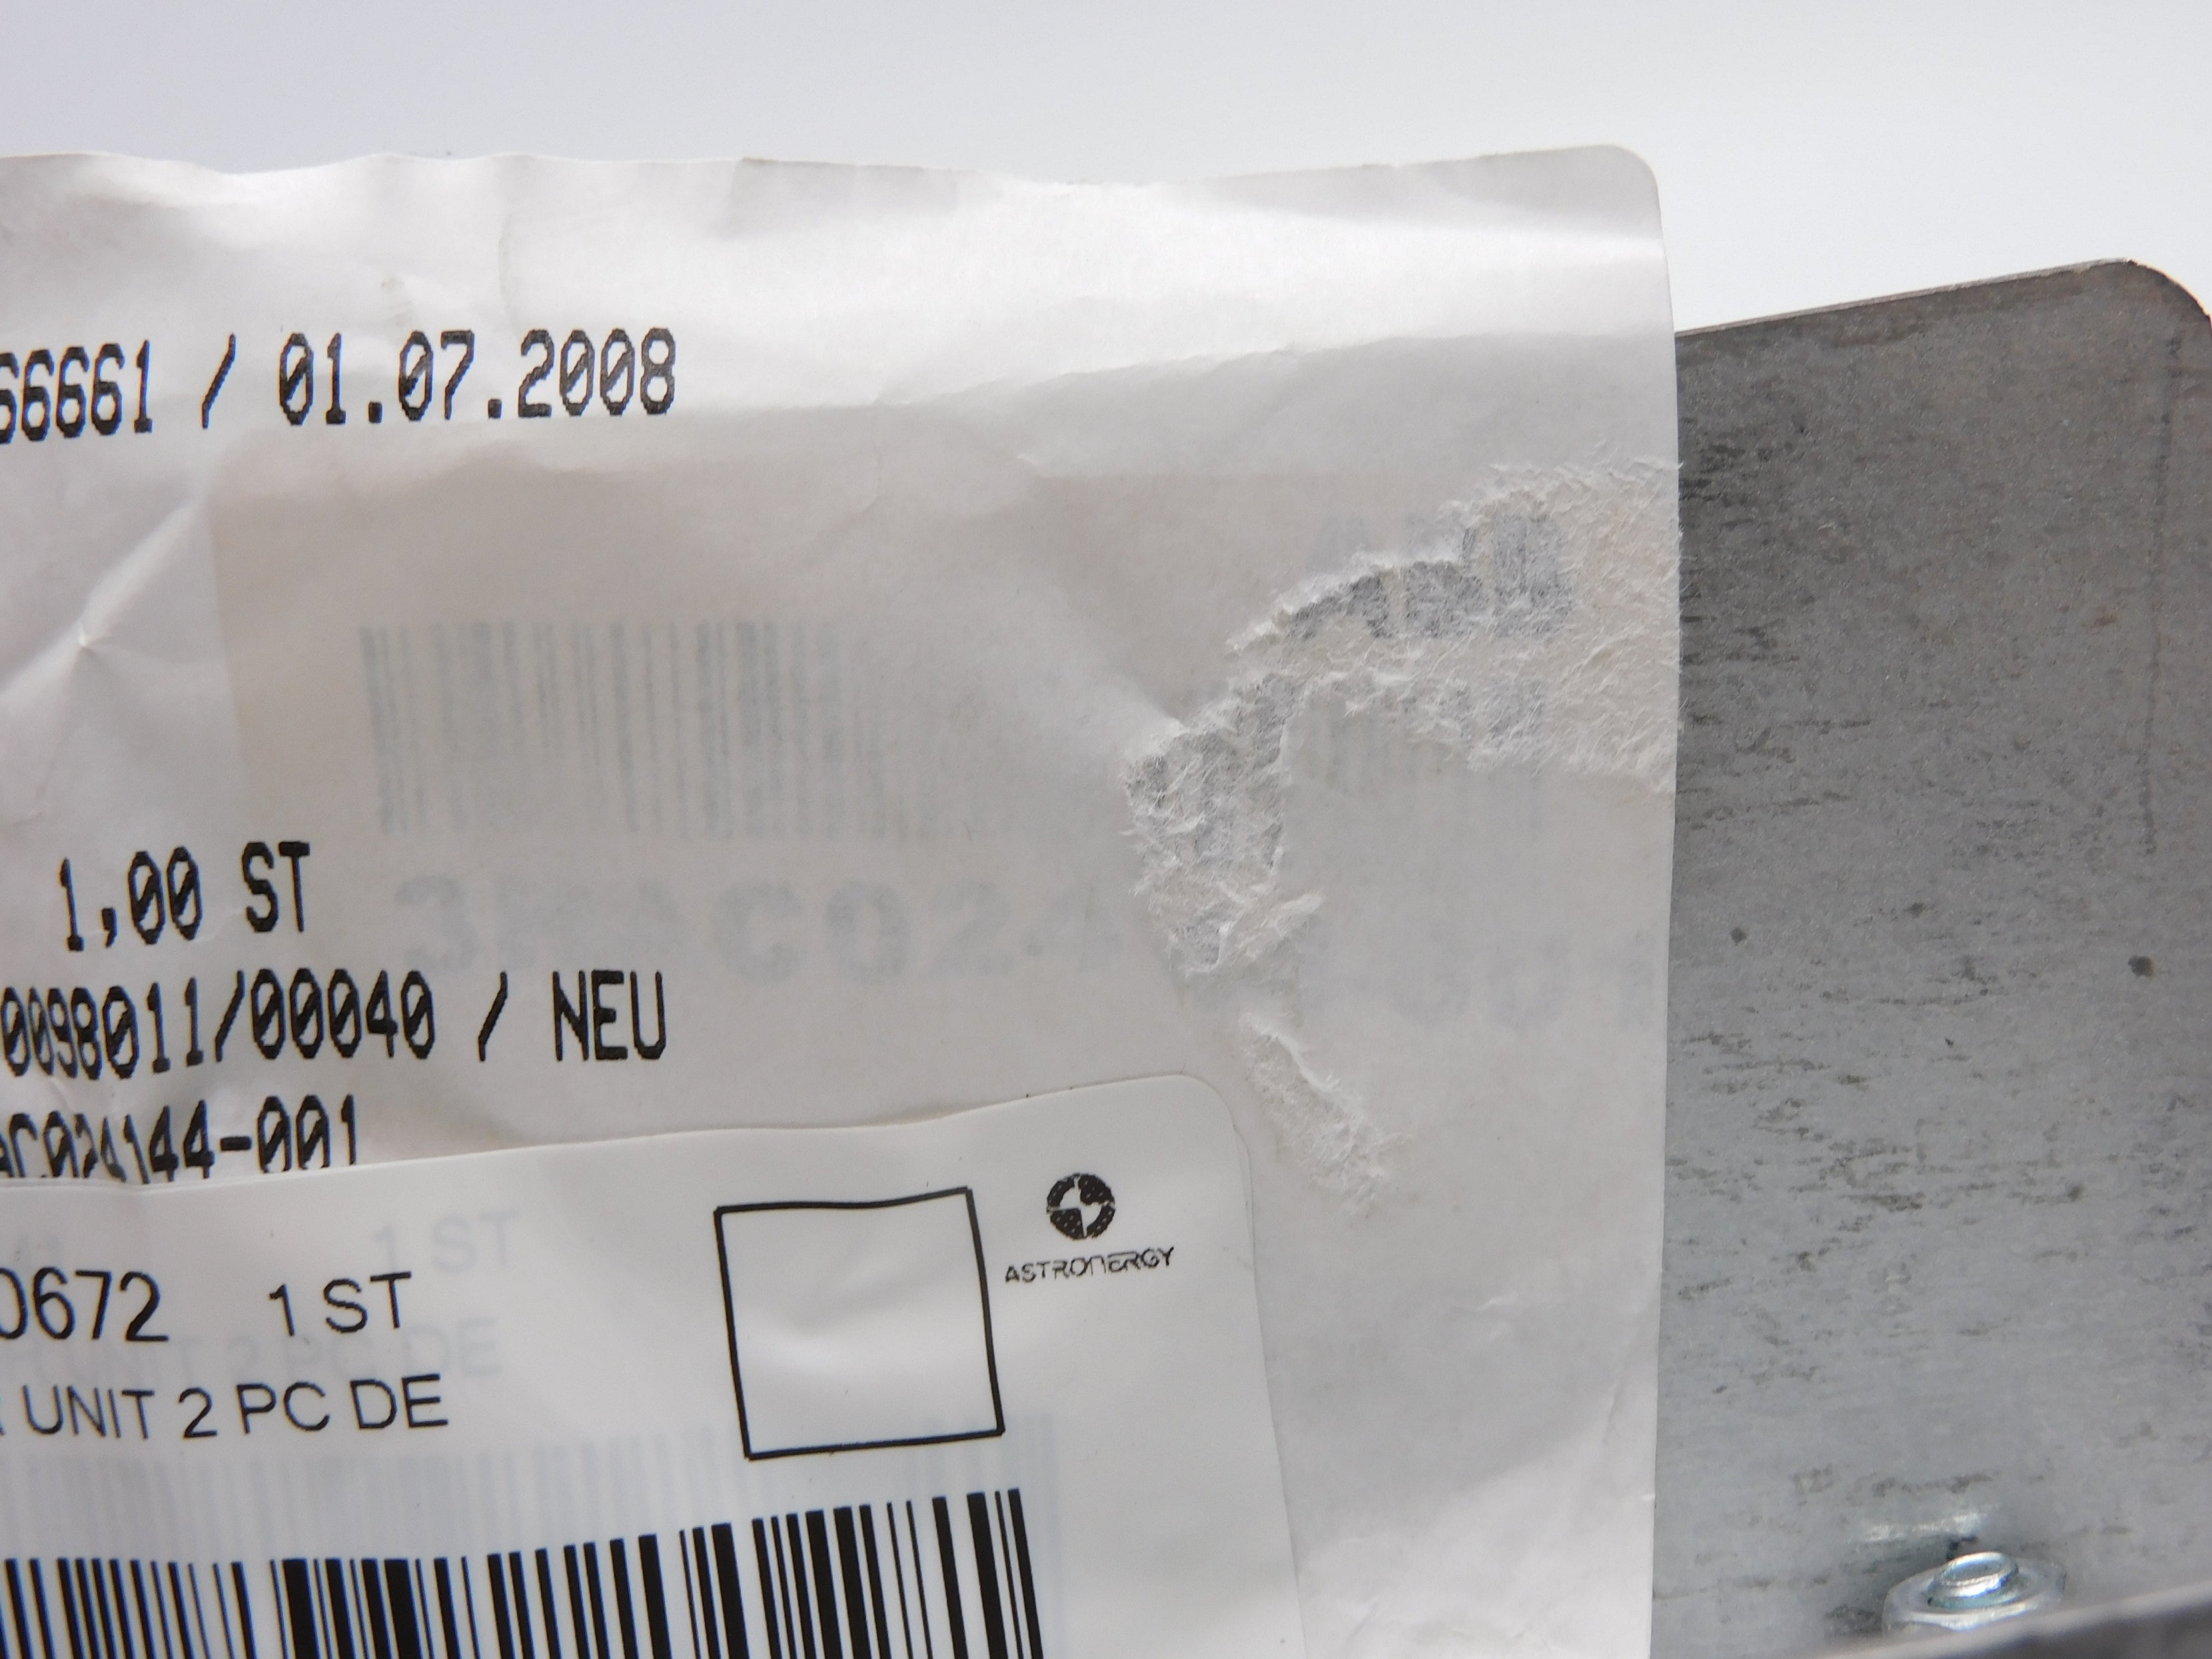 66661 / 01.07.2008
1,00 ST
0098011/00040 / NEU
AC024144-001
ASTRONERGY
0672 1 ST
UNIT 2 PC DE